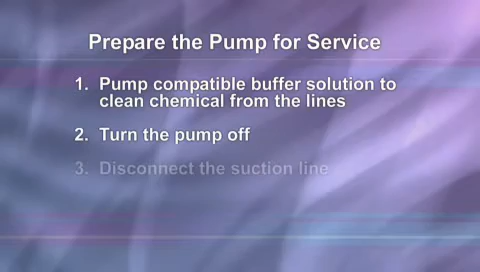 Prepare the Pump for Service
1. Pump compatible buffer solution to
clean chemical from the lines
2. Turn the pump off
3. Disconnect the suction line